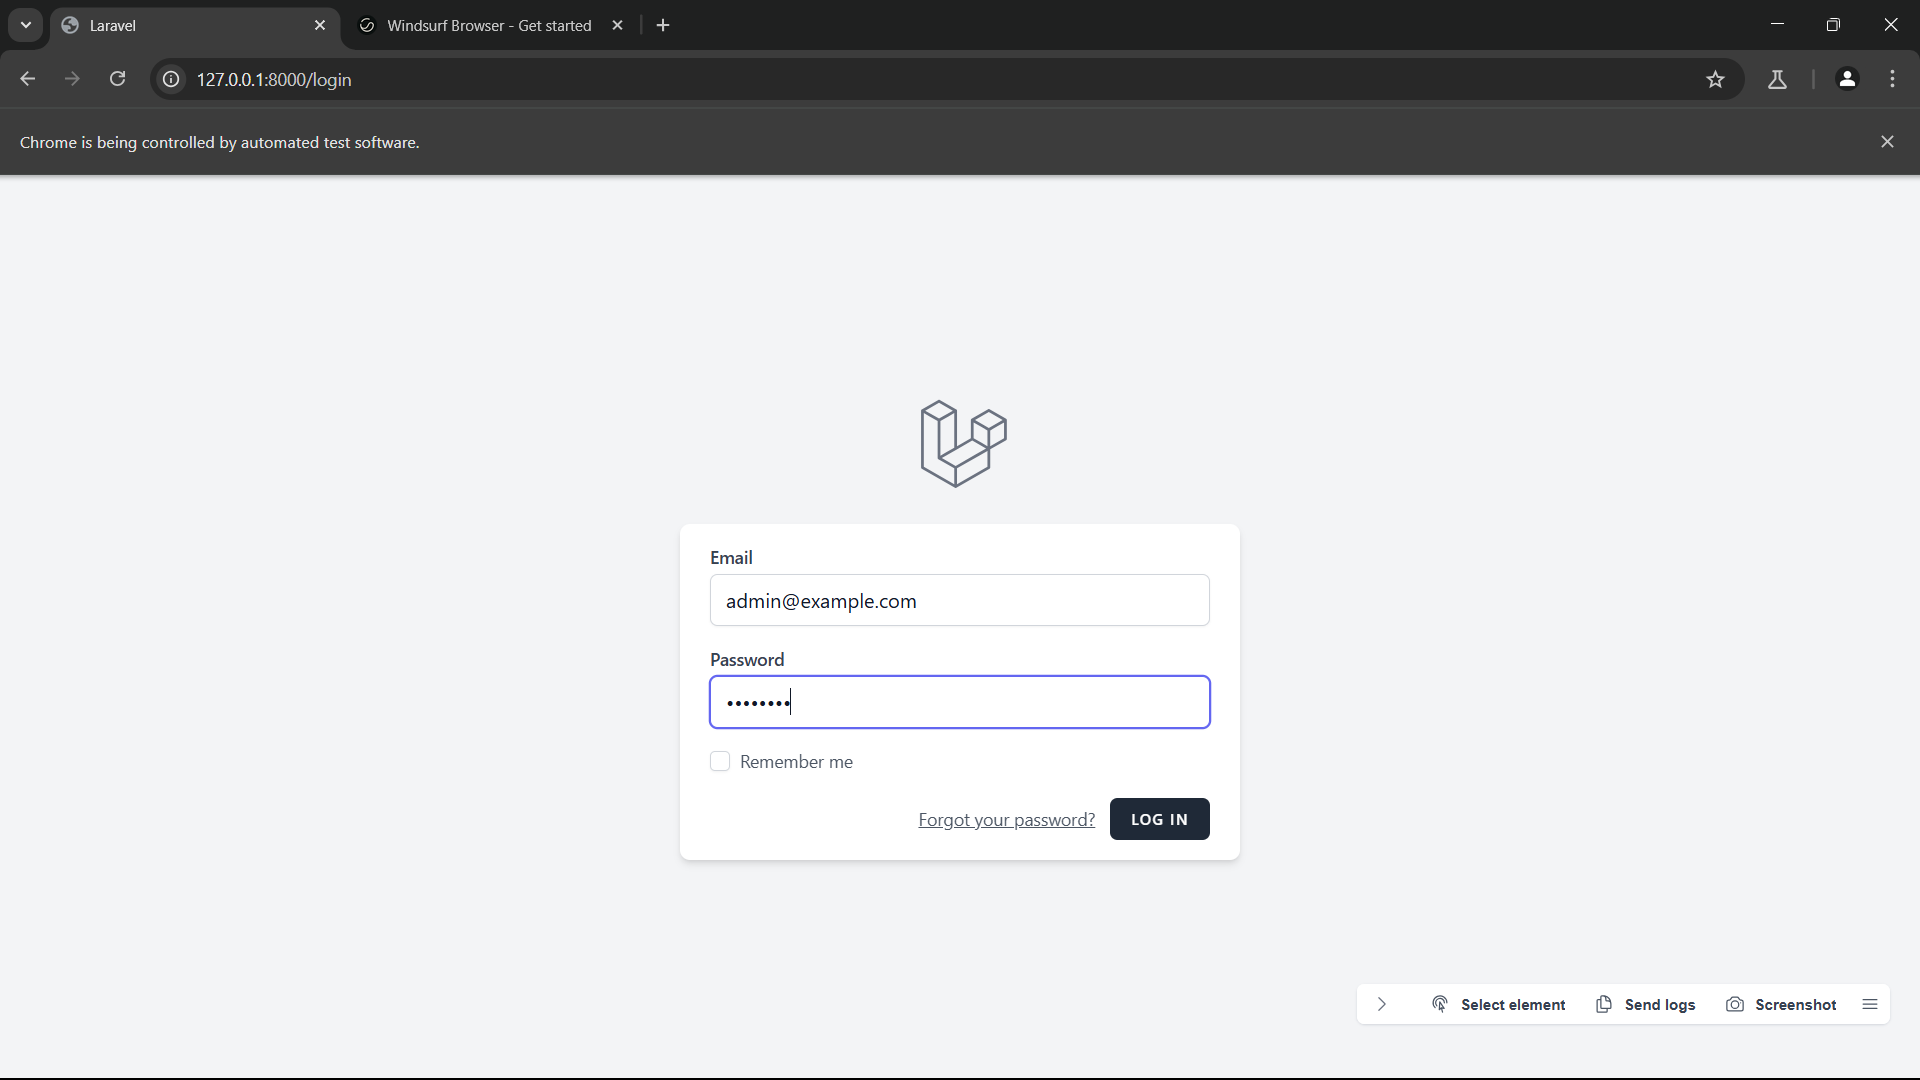 Laravel
Windsurf Browser - Get started
127.0.0.1:8000/login
Chrome is being controlled by automated test software.
Email
admin@example.com
Password
••••••••
Remember me
Forgot your password?
LOG IN
Select element
Send logs
Screenshot